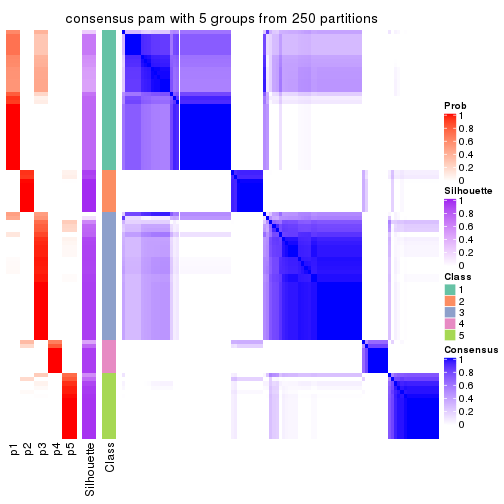 consensus pam with 5 groups from 250 partitions
Prob
1
0.8
0.6
0.4
0.2
0
Silhouette
1
0.8
0.6
0.4
0.2
0
Class
1
2
3
4
5
Consensus
1
0.8
0.6
0.4
0.2
0
p1
p2
p3
p4
p5
Silhouette
Class